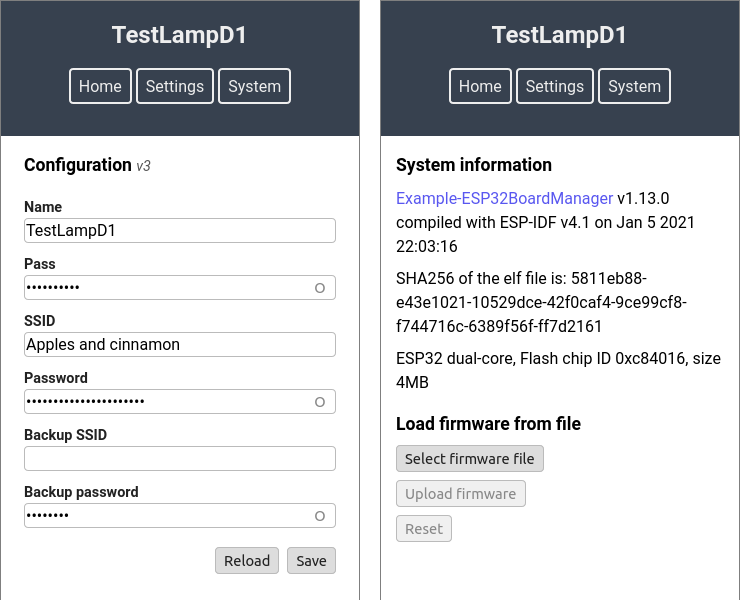 TestLampD1
Home Settings System
Configuration v3
Name
TestLampD1
Pass
••••••••••
SSID
Apples and cinnamon
Password
••••••••••••••••••••••
Backup SSID
Backup password
••••••••
Reload Save
TestLampD1
Home Settings System
System information
Example-ESP32BoardManager v1.13.0
compiled with ESP-IDF v4.1 on Jan 5 2021
22:03:16
SHA256 of the elf file is: 5811eb88-
e43e1021-10529dce-42f0caf4-9ce99cf8-
f744716c-6389f56f-ff7d2161
ESP32 dual-core, Flash chip ID 0xc84016, size
4MB
Load firmware from file
Select firmware file
Upload firmware
Reset